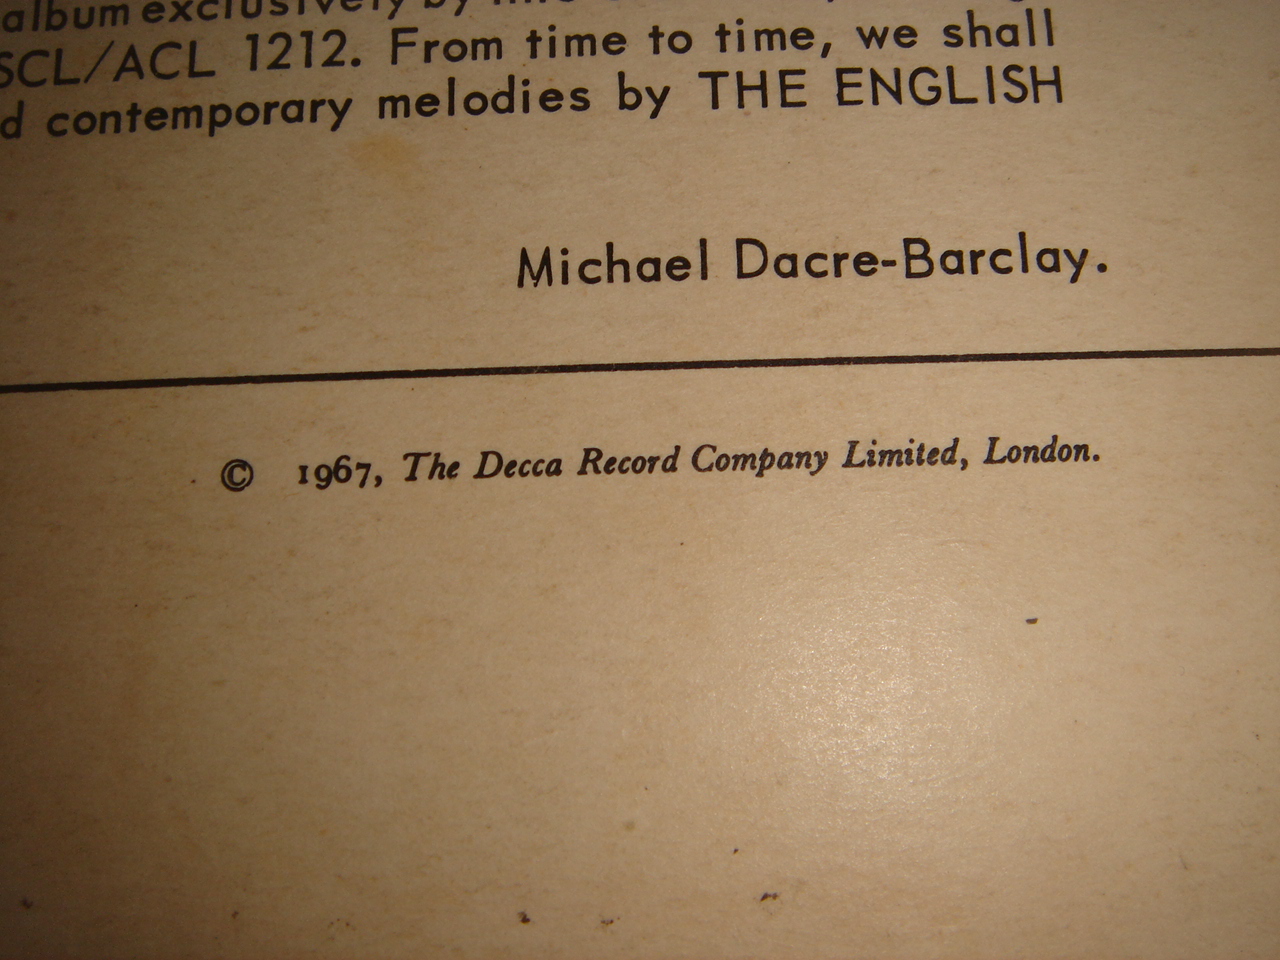 album exclusively by
SCL/ACL 1212. From time to time, we shall
d contemporary melodies by THE ENGLISH
Michael Dacre-Barclay.
© 1967, The Decca Record Company Limited, London.